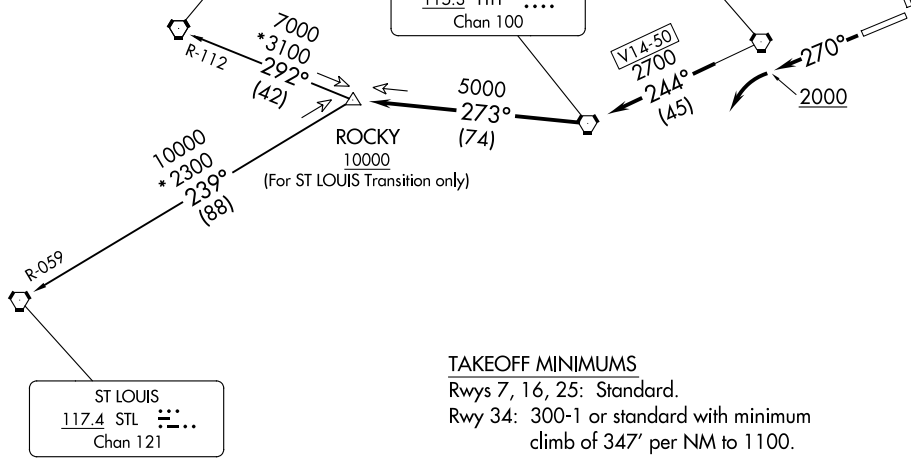 Chan 100
7000
*3100
292°
(42)
R-112
5000
273°
(74)
V14-50
2700
244°
(45)
270°
2000
ROCKY
10000
(For ST LOUIS Transition only)
10000
*2300
239°
(88)
R-059
ST LOUIS
117.4 STL
Chan 121
TAKEOFF MINIMUMS
Rwys 7, 16, 25: Standard.
Rwy 34: 300-1 or standard with minimum
climb of 347' per NM to 1100.